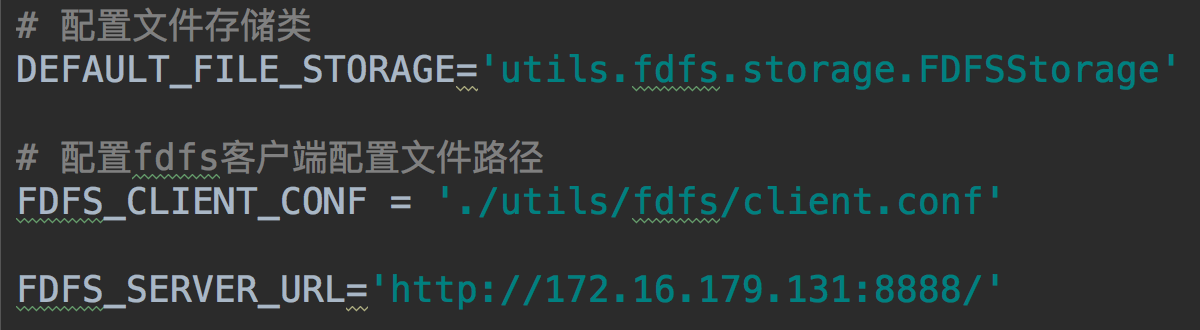 # 配置文件存储类
DEFAULT_FILE_STORAGE='utils.fdfs.storage.FDFSStorage'
# 配置fdfs客户端配置文件路径
FDFS_CLIENT_CONF = './utils/fdfs/client.conf'
FDFS_SERVER_URL='http://172.16.179.131:8888/'